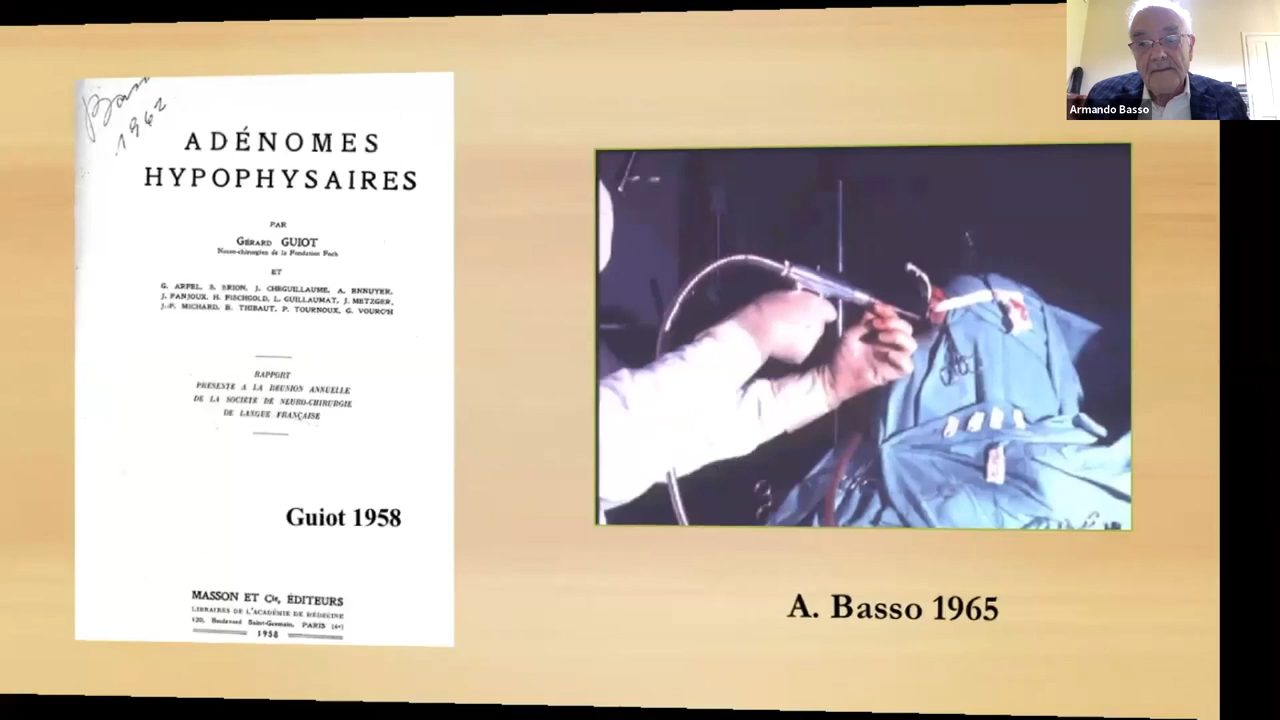 Armando Basso
1962
ADÉNOMES
HYPOPHYSAIRES
PAR
GÉRARD GUIOT
Neuro-chirurgien de la Fondation Foch
ET
G. ARFEL, S. BRION, J. CHEGUILLAUME, A. ENNUYER,
J. PANJOUX, H. FISCHGOLD, L. GUILLAUMAT, J. METZGER,
J.-P. MICHARD, B. THIBAUT, P. TOURNOUX, G. VOURC'H
RAPPORT
PRÉSENTÉ A LA RÉUNION ANNUELLE
DE LA SOCIÉTÉ DE NEURO-CHIRURGIE
DE LANGUE FRANÇAISE
Guiot 1958
MASSON ET Cie, ÉDITEURS
LIBRAIRES DE L'ACADÉMIE DE MÉDECINE
120, Boulevard Saint-Germain, PARIS (6e)
1958
A. Basso 1965